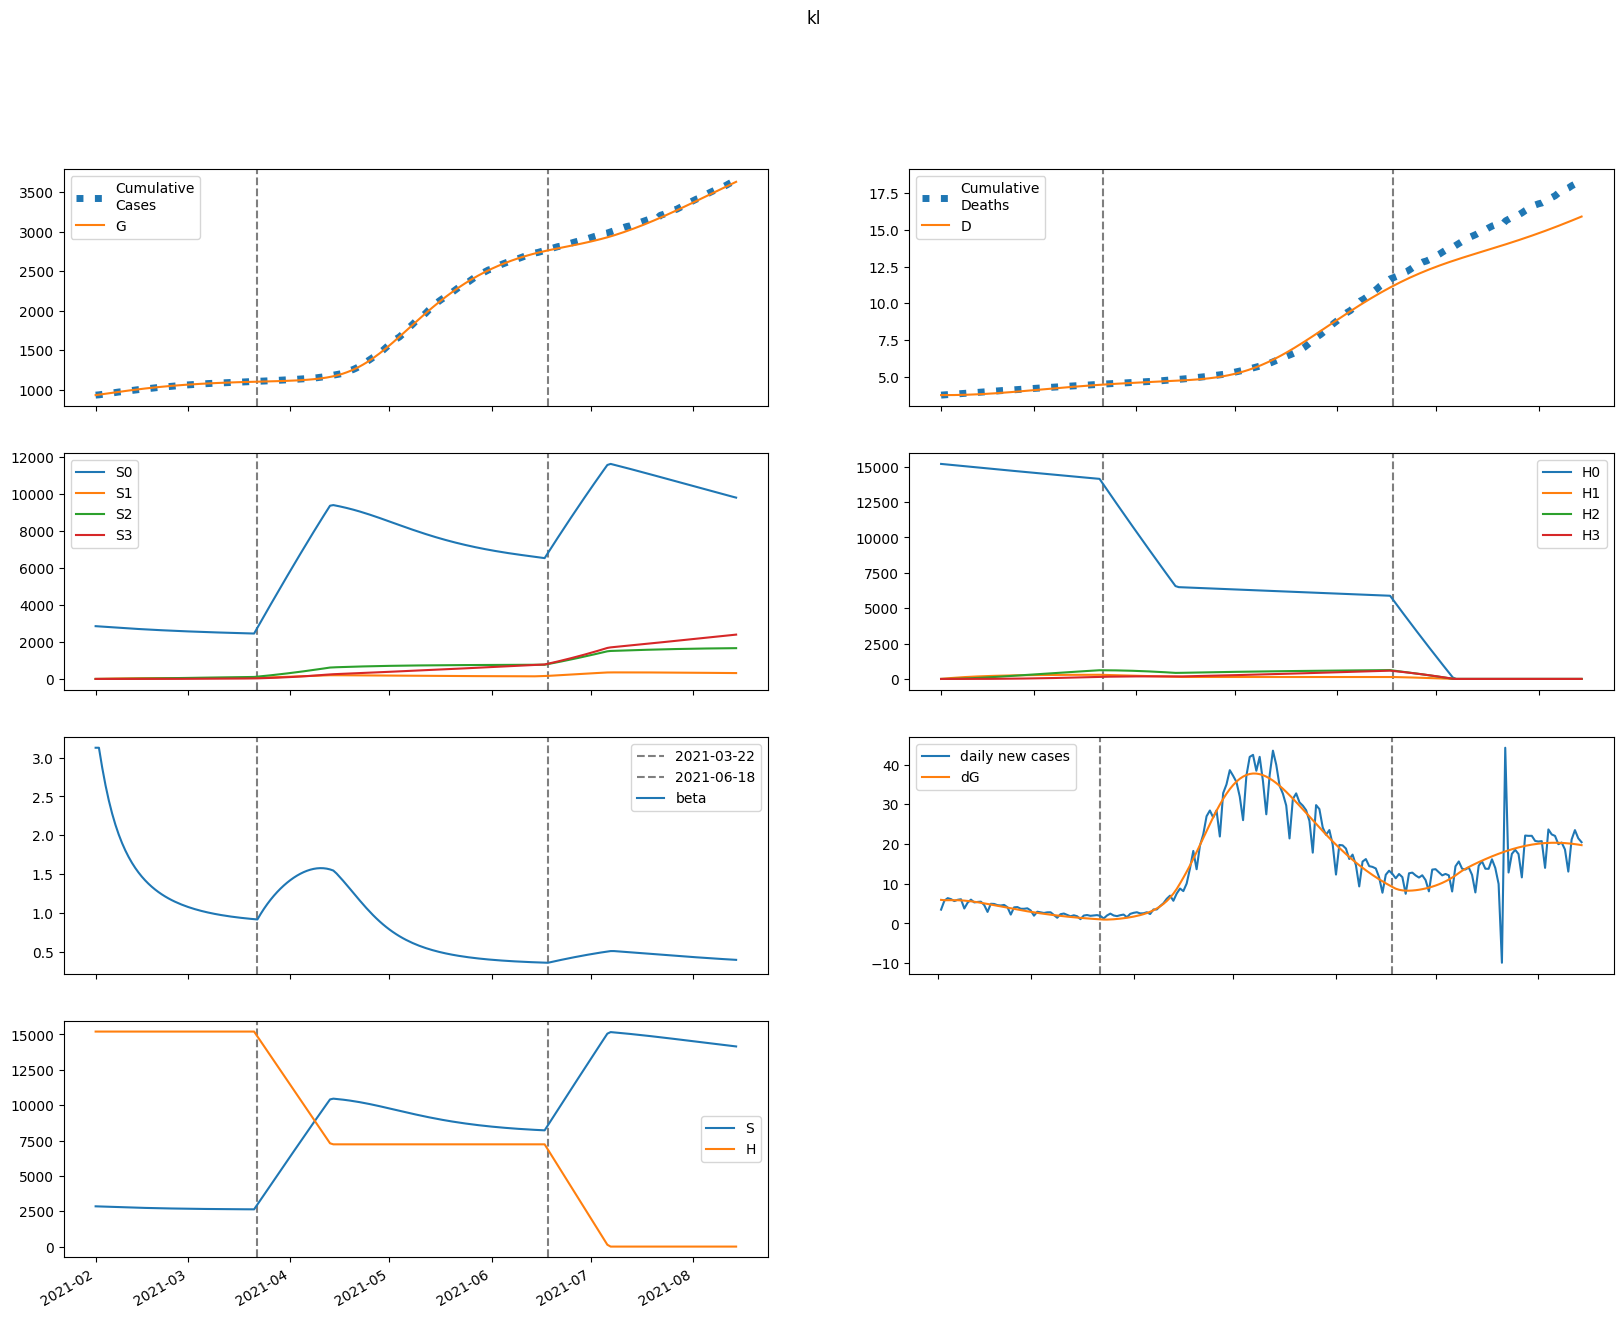 kl
3500
3000
2500
2000
1500
1000
Cumulative
Cases
G
17.5
15.0
12.5
10.0
7.5
5.0
Cumulative
Deaths
D
12000
10000
8000
6000
4000
2000
0
S0
S1
S2
S3
15000
12500
10000
7500
5000
2500
0
H0
H1
H2
H3
3.0
2.5
2.0
1.5
1.0
0.5
2021-03-22
2021-06-18
beta
40
30
20
10
0
−10
daily new cases
dG
15000
12500
10000
7500
5000
2500
0
S
H
2021-02
2021-03
2021-04
2021-05
2021-06
2021-07
2021-08